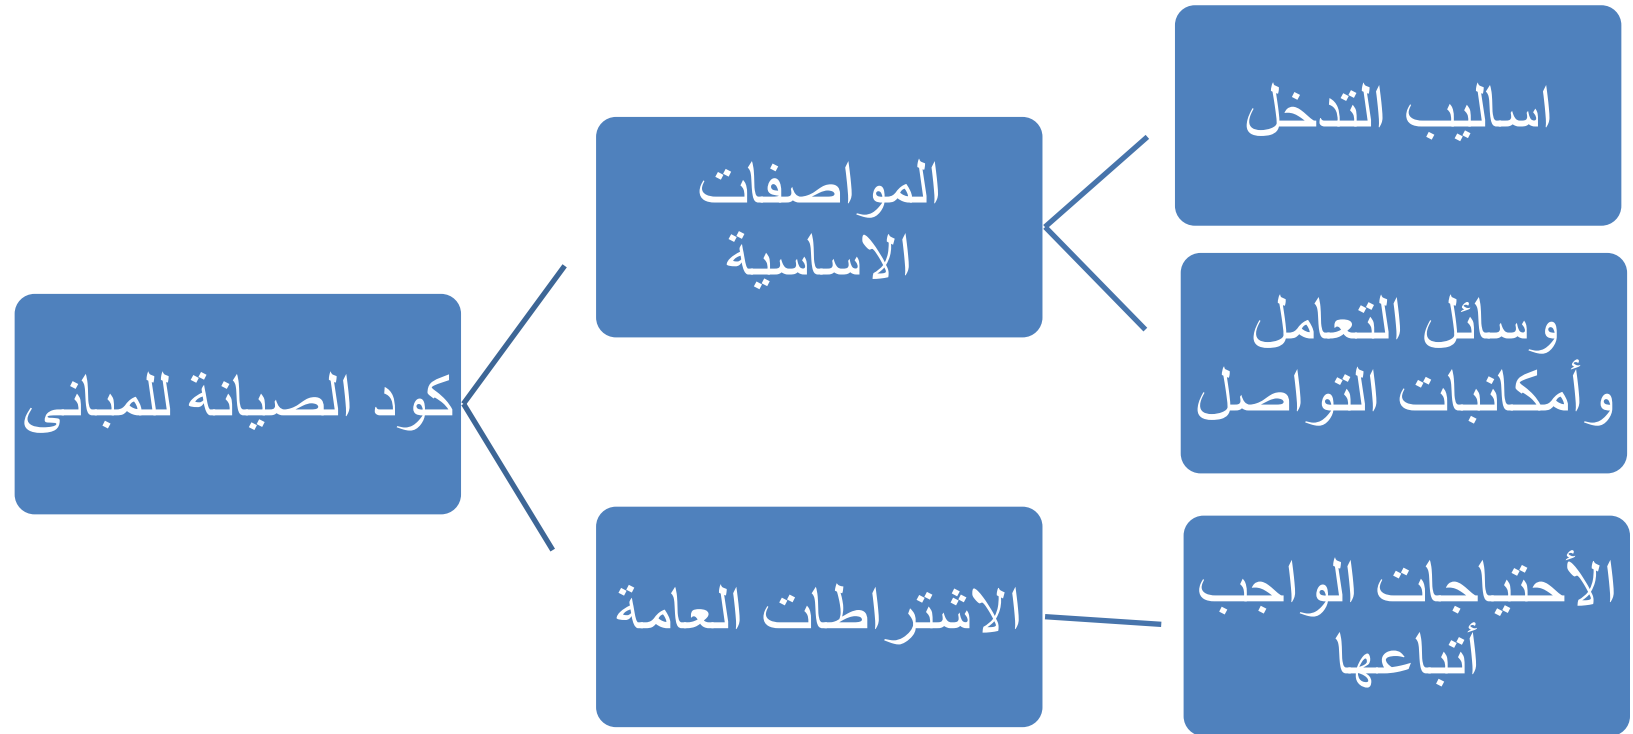 كود الصيانة للمبانى
المواصفات
الاساسية
اساليب التدخل
وسائل التعامل
وأمكانبات التواصل
الاشتراطات العامة
الأحتياجات الواجب
أتباعها